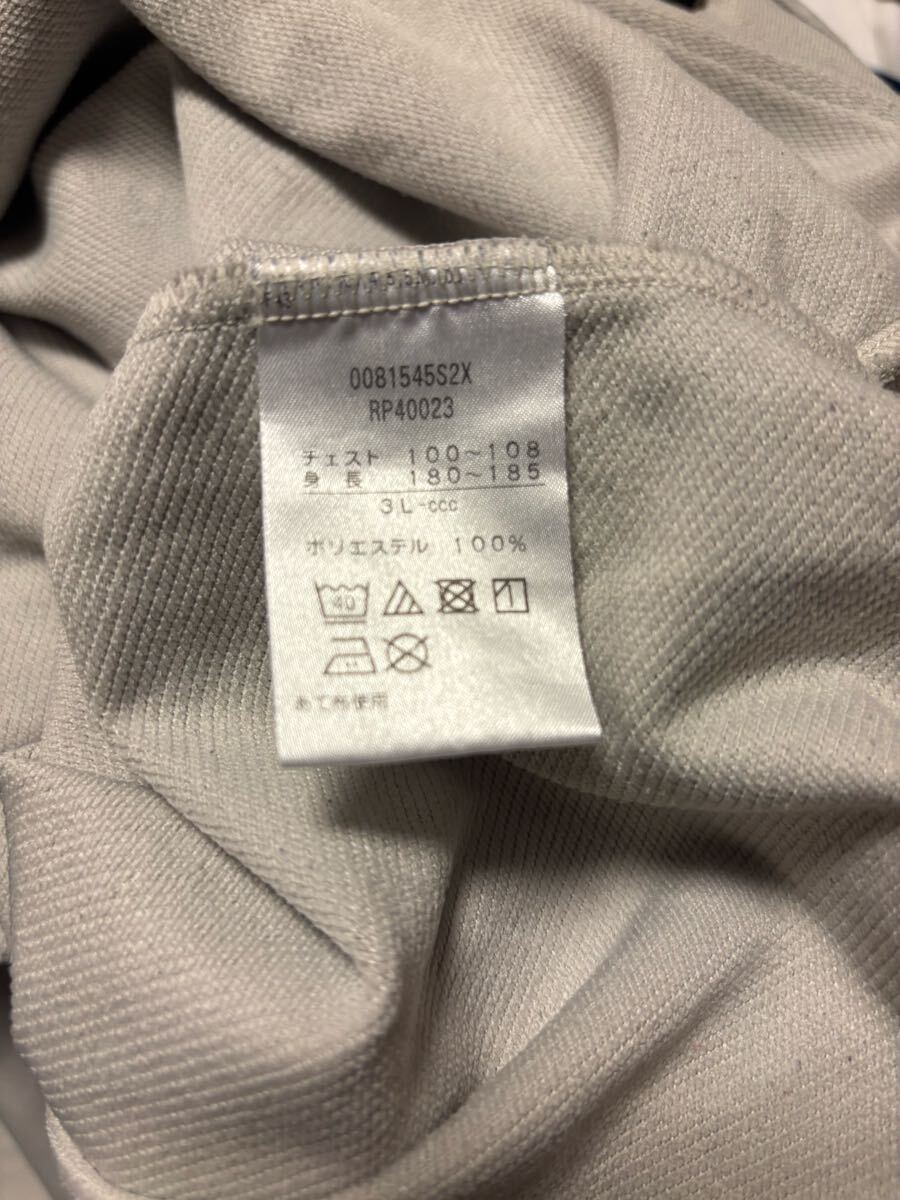 0081545S2X
RP40023
チェスト 100~108
身長 180~185
3L-ccc
ポリエステル 100%
40
あて布使用